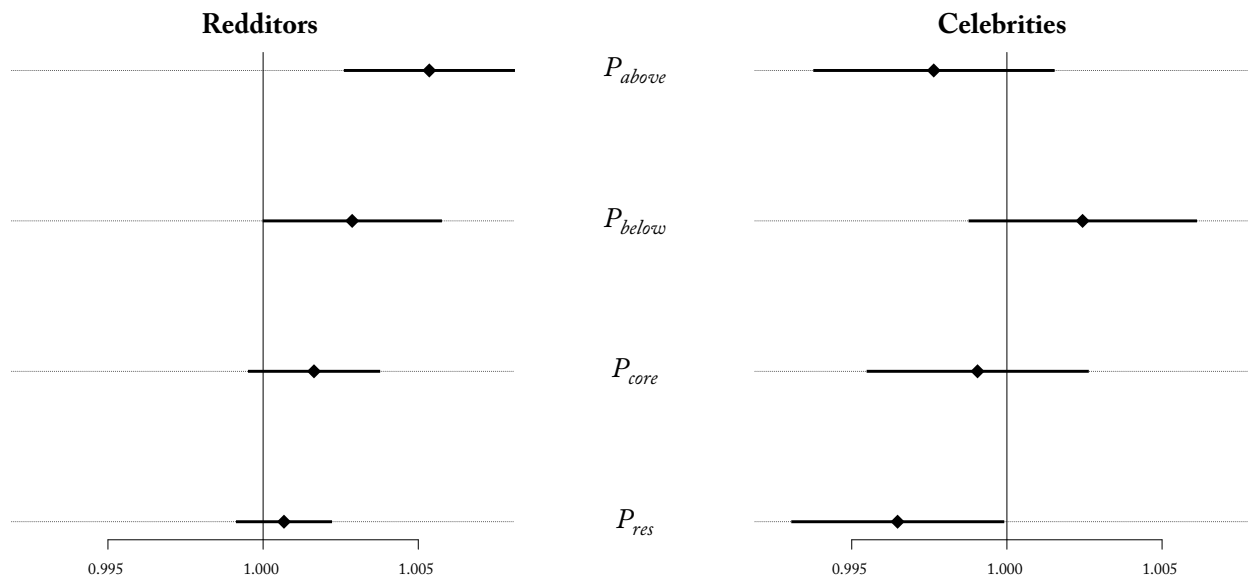 Redditors
Celebrities
P_above
P_below
P_core
P_res
0.995 1.000 1.005
0.995 1.000 1.005